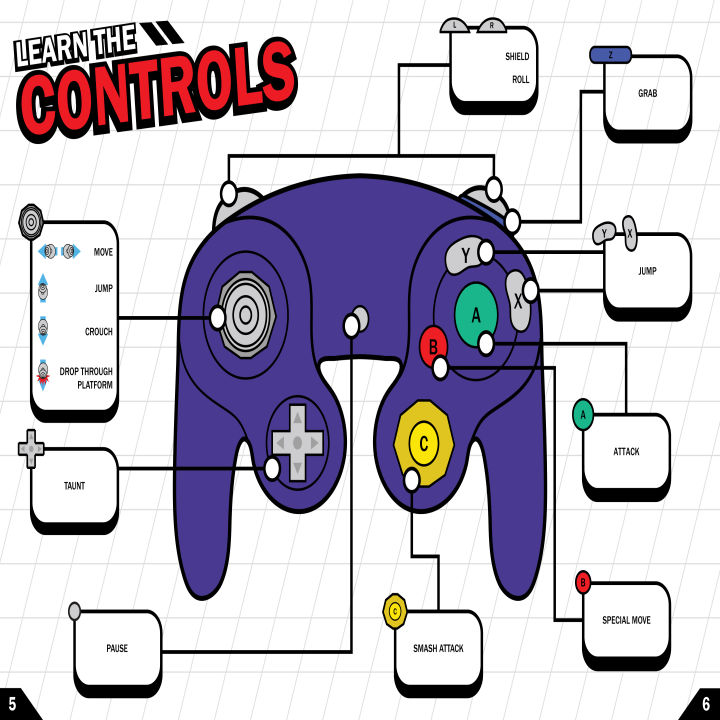 LEARN THE
CONTROLS
L R
SHIELD
ROLL
Z
GRAB
MOVE
JUMP
CROUCH
DROP THROUGH
PLATFORM
Y X
JUMP
Y
X
A
B
C
A
ATTACK
TAUNT
B
SPECIAL MOVE
PAUSE
C
SMASH ATTACK
5
6